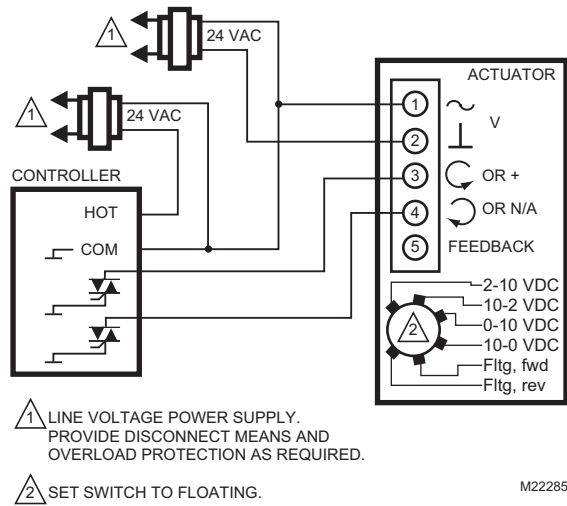 1
24 VAC
1
24 VAC
CONTROLLER
HOT
COM
ACTUATOR
1
V
2
3 OR +
4 OR N/A
5 FEEDBACK
2
2-10 VDC
10-2 VDC
0-10 VDC
10-0 VDC
Fltg, fwd
Fltg, rev
1 LINE VOLTAGE POWER SUPPLY.
PROVIDE DISCONNECT MEANS AND
OVERLOAD PROTECTION AS REQUIRED.
2 SET SWITCH TO FLOATING.
M22285